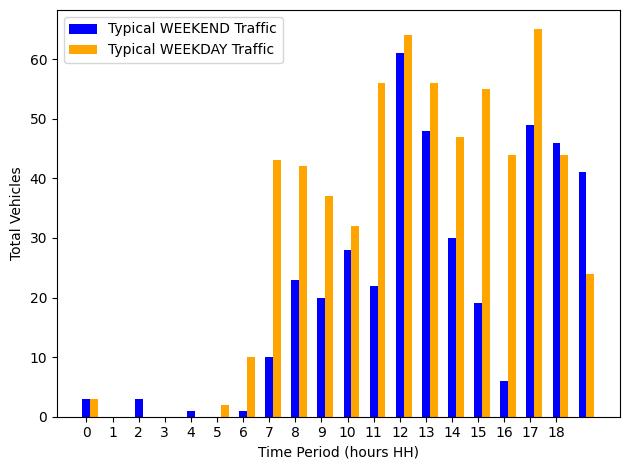 Typical WEEKEND Traffic
Typical WEEKDAY Traffic
Total Vehicles
60
50
40
30
20
10
0
0 1 2 3 4 5 6 7 8 9 10 11 12 13 14 15 16 17 18
Time Period (hours HH)